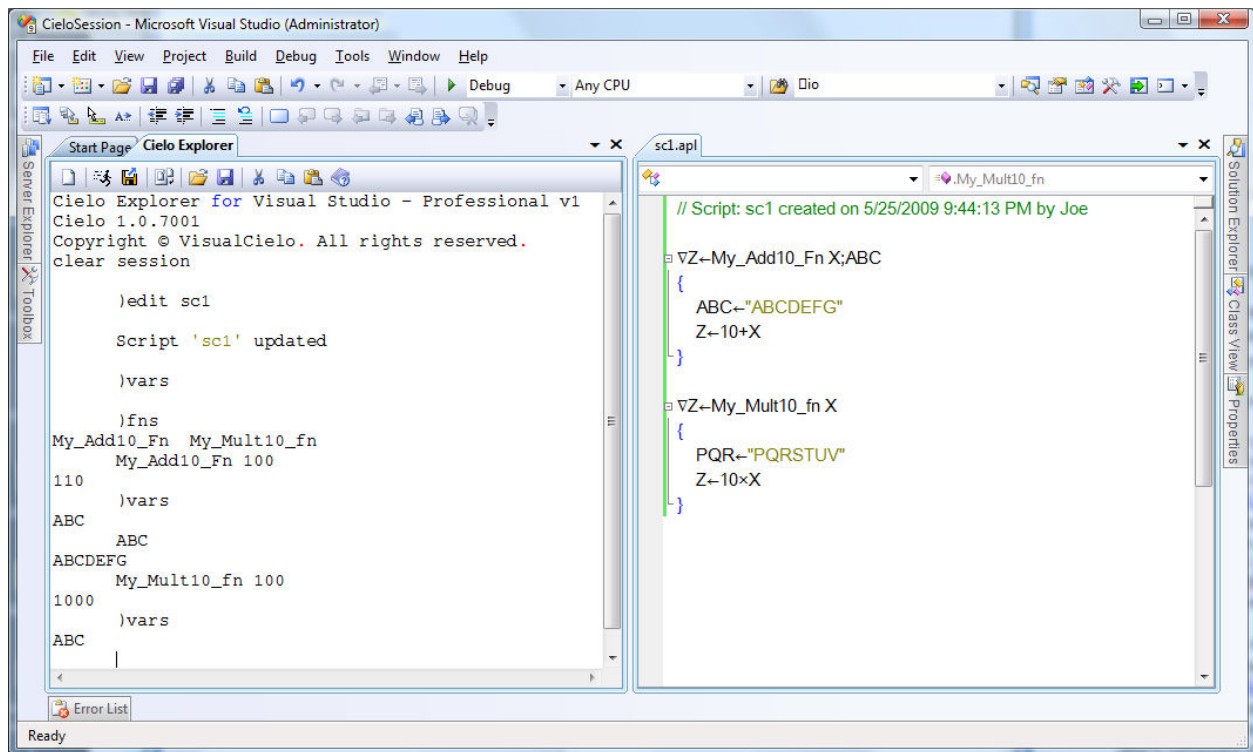 CieloSession - Microsoft Visual Studio (Administrator)
File Edit View Project Build Debug Tools Window Help
Debug Any CPU ⎕io
Server Explorer
Toolbox
Start Page Cielo Explorer
Cielo Explorer for Visual Studio - Professional v1
Cielo 1.0.7001
Copyright © VisualCielo. All rights reserved.
clear session
)edit sc1
Script 'sc1' updated
)vars
)fns
My_Add10_Fn My_Mult10_fn
My_Add10_Fn 100
110
)vars
ABC
ABC
ABCDEFG
My_Mult10_fn 100
1000
)vars
ABC
sc1.apl
.My_Mult10_fn
// Script: sc1 created on 5/25/2009 9:44:13 PM by Joe
∇Z←My_Add10_Fn X;ABC
{
ABC←"ABCDEFG"
Z←10+X
}
∇Z←My_Mult10_fn X
{
PQR←"PQRSTUV"
Z←10×X
}
Solution Explorer
Class View
Properties
Error List
Ready